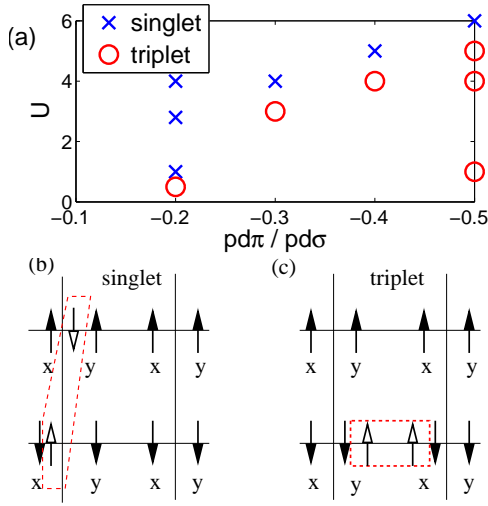 (a)
6
4
2
0
U
× singlet
○ triplet
−0.1 −0.2 −0.3 −0.4 −0.5
pdπ / pdσ
(b) singlet (c) triplet
x y x y x y x y
x y x y x y x y